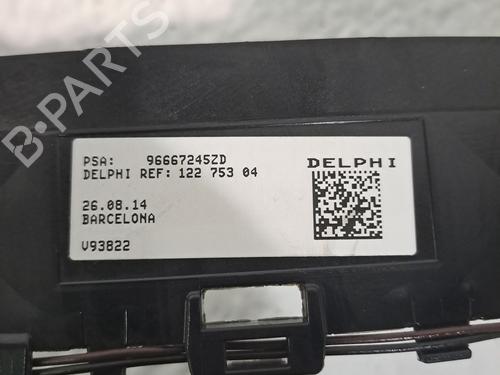 B-PARTS
PSA: 96667245ZD
DELPHI
DELPHI REF: 122 753 04
26.08.14
BARCELONA
V93822